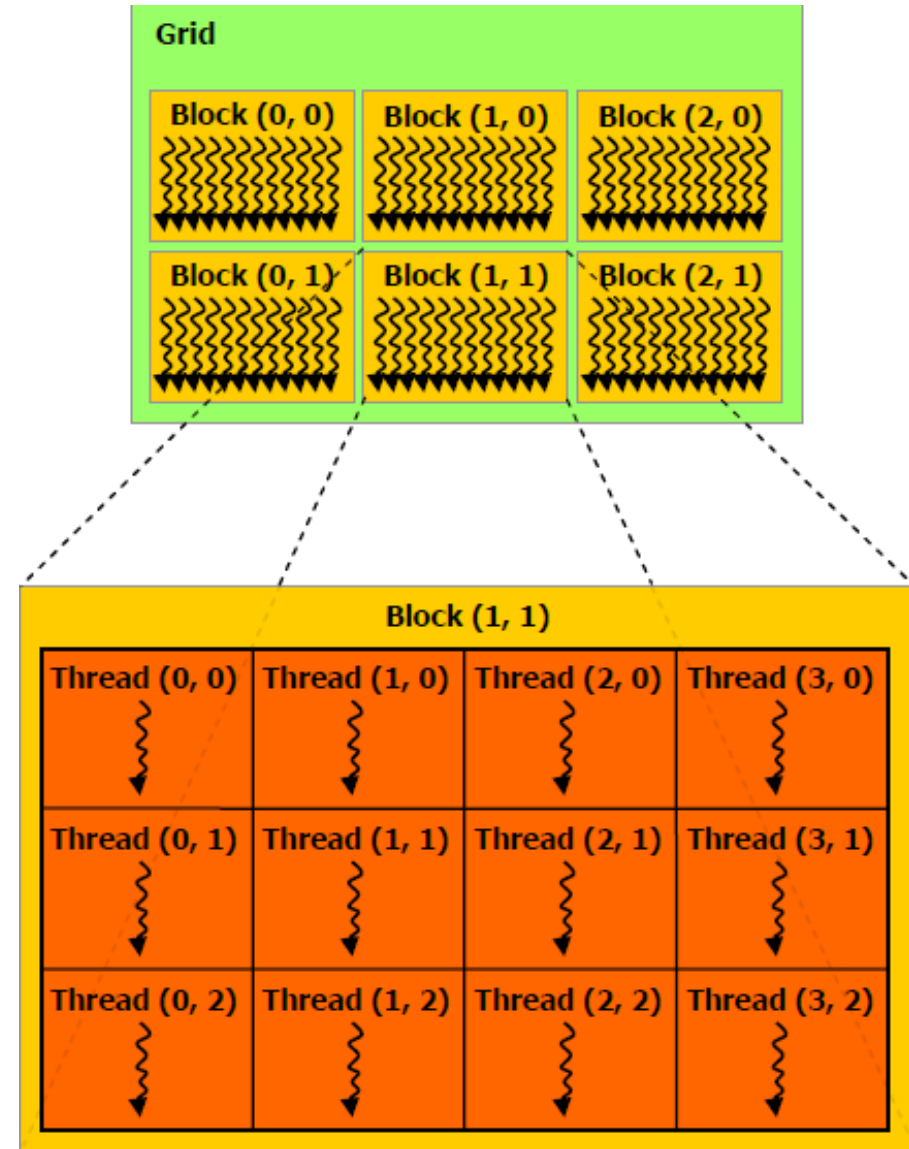 Grid
Block (0, 0) Block (1, 0) Block (2, 0)
Block (0, 1) Block (1, 1) Block (2, 1)
Block (1, 1)
Thread (0, 0) Thread (1, 0) Thread (2, 0) Thread (3, 0)
Thread (0, 1) Thread (1, 1) Thread (2, 1) Thread (3, 1)
Thread (0, 2) Thread (1, 2) Thread (2, 2) Thread (3, 2)